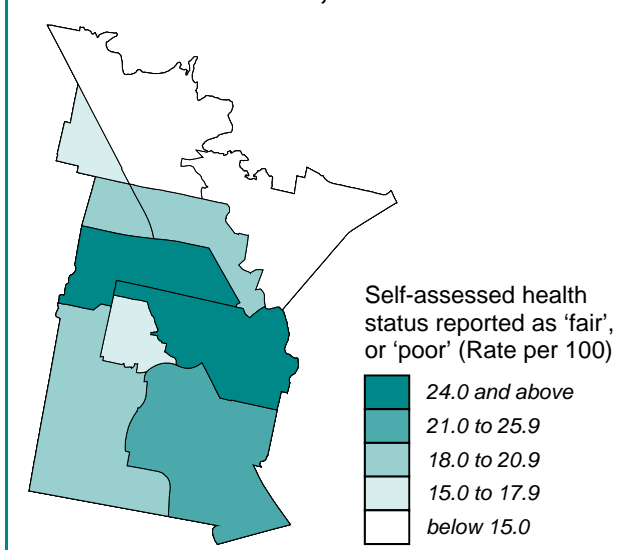 Self-assessed health
status reported as ‘fair’,
or ‘poor’ (Rate per 100)
24.0 and above
21.0 to 25.9
18.0 to 20.9
15.0 to 17.9
below 15.0